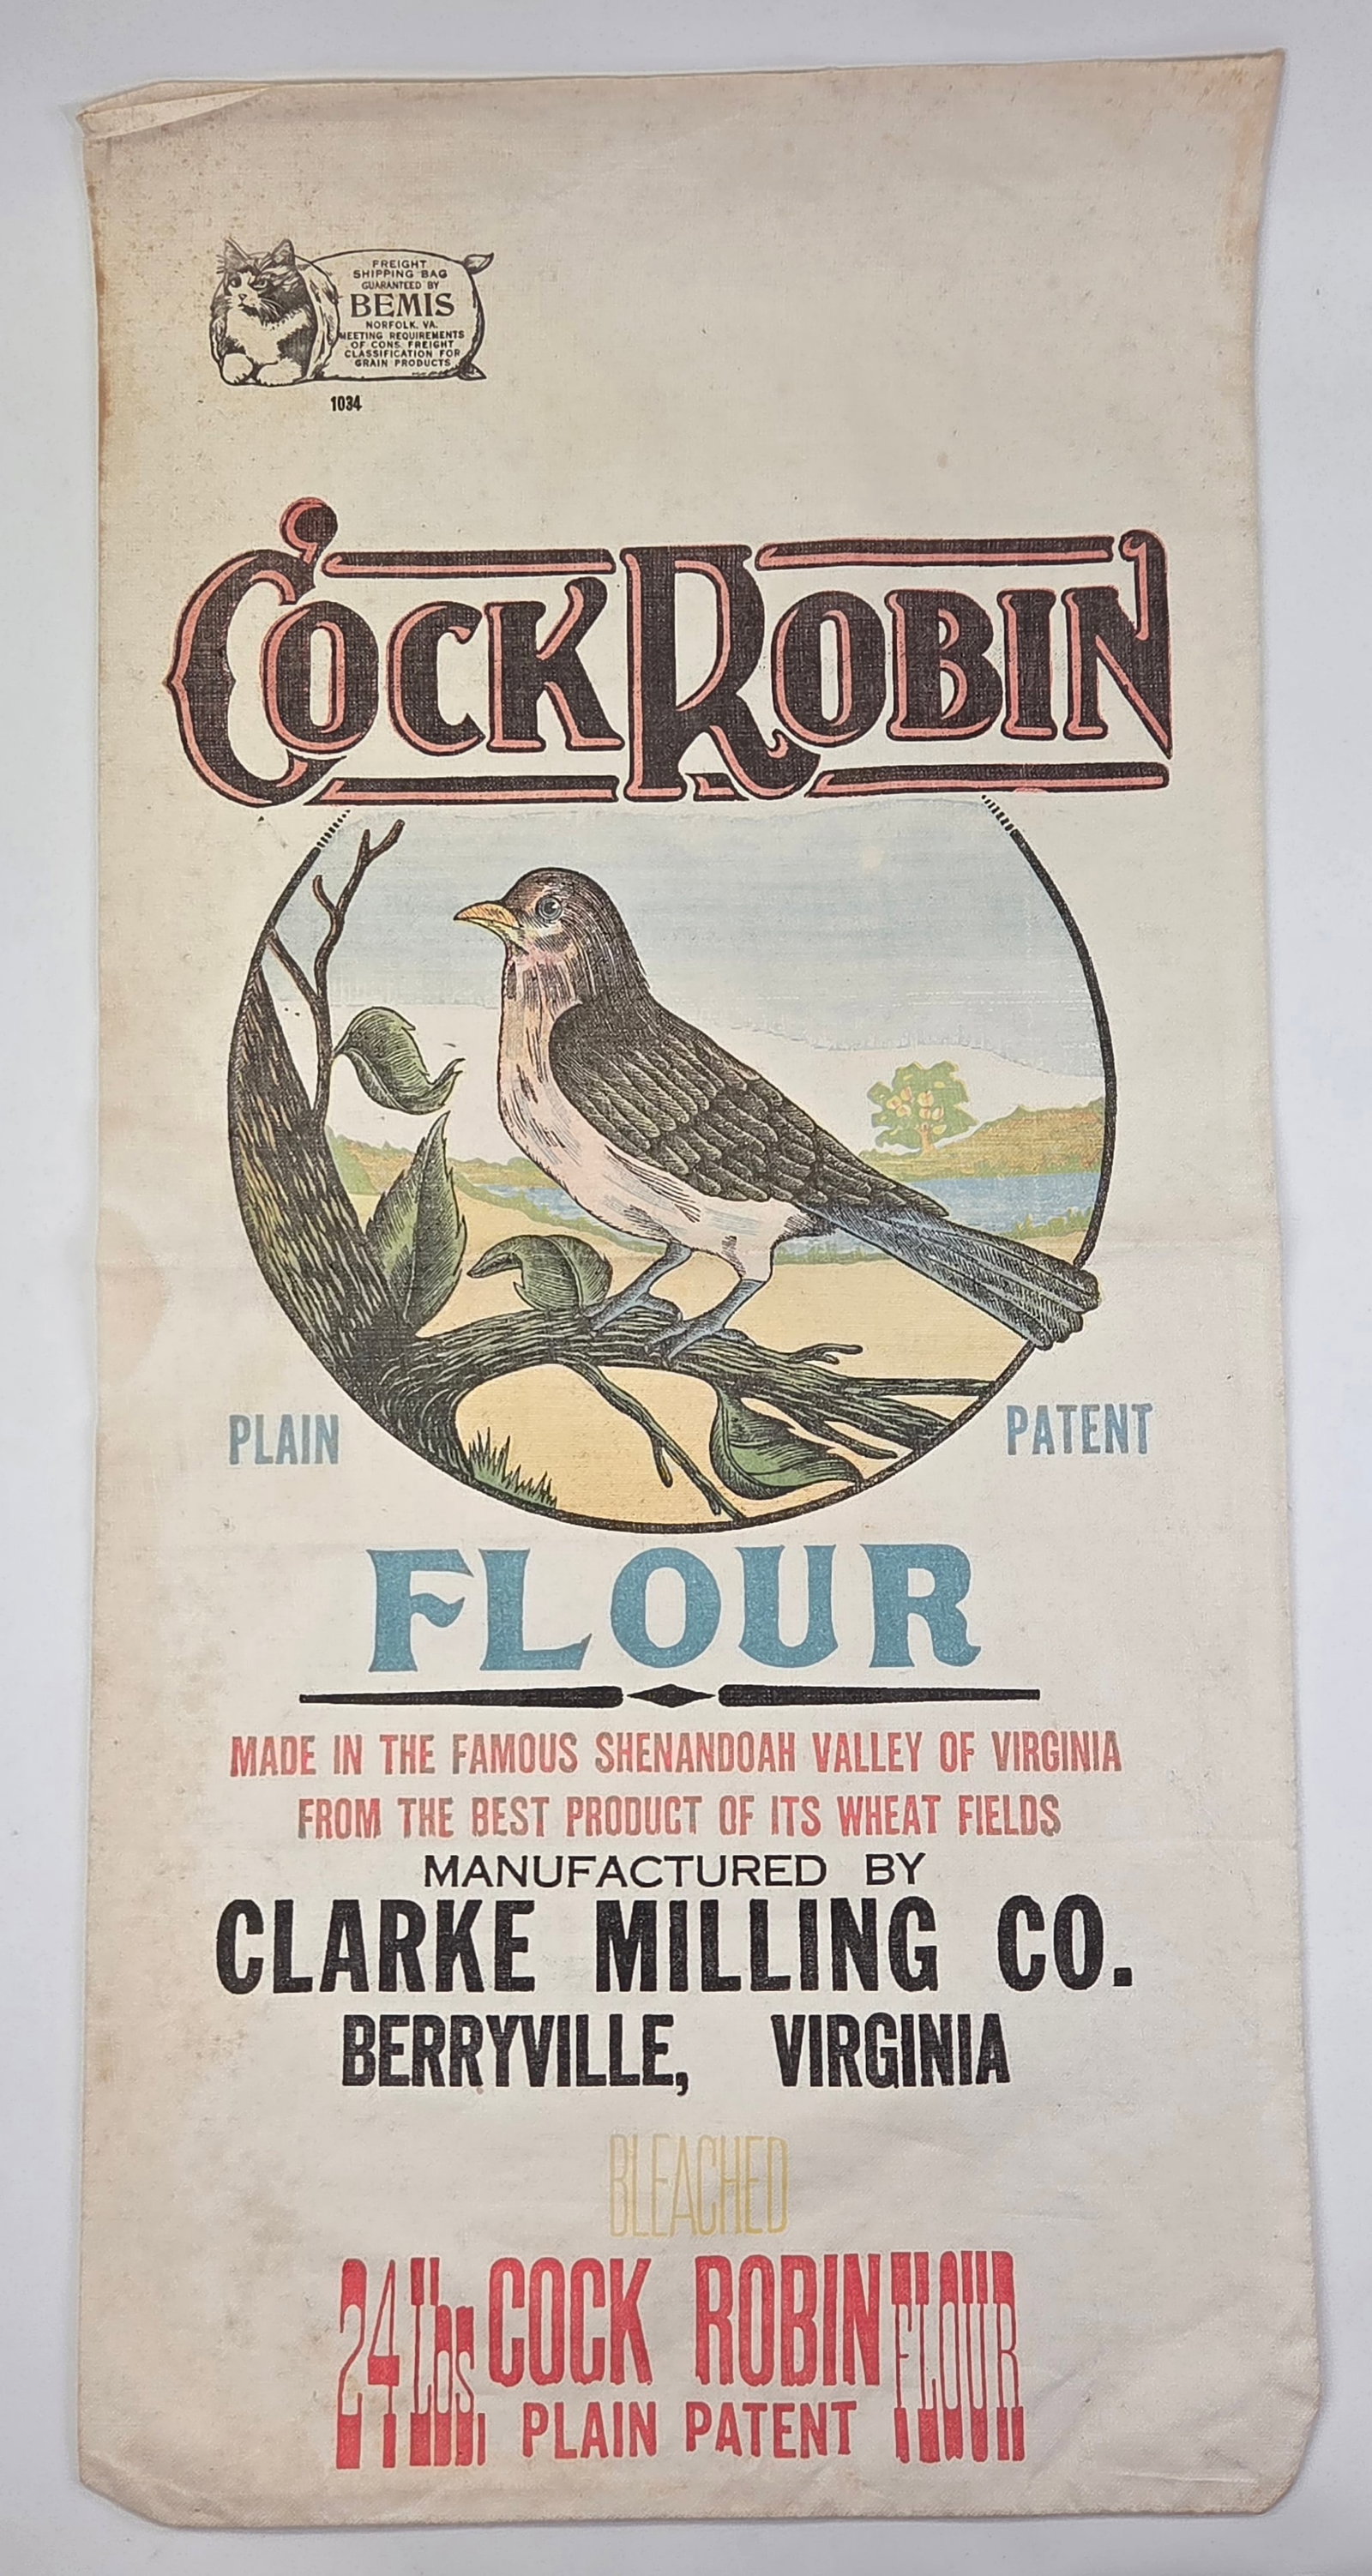 FREIGHT
SHIPPING BAG
GUARANTEED BY
BEMIS
NORFOLK, VA.
MEETING REQUIREMENTS
OF CONS. FREIGHT
CLASSIFICATION FOR
GRAIN PRODUCTS
1034
COCK ROBIN
PLAIN PATENT
FLOUR
MADE IN THE FAMOUS SHENANDOAH VALLEY OF VIRGINIA
FROM THE BEST PRODUCT OF ITS WHEAT FIELDS
MANUFACTURED BY
CLARKE MILLING CO.
BERRYVILLE, VIRGINIA
BLEACHED
24 Lbs. COCK ROBIN FLOUR
PLAIN PATENT